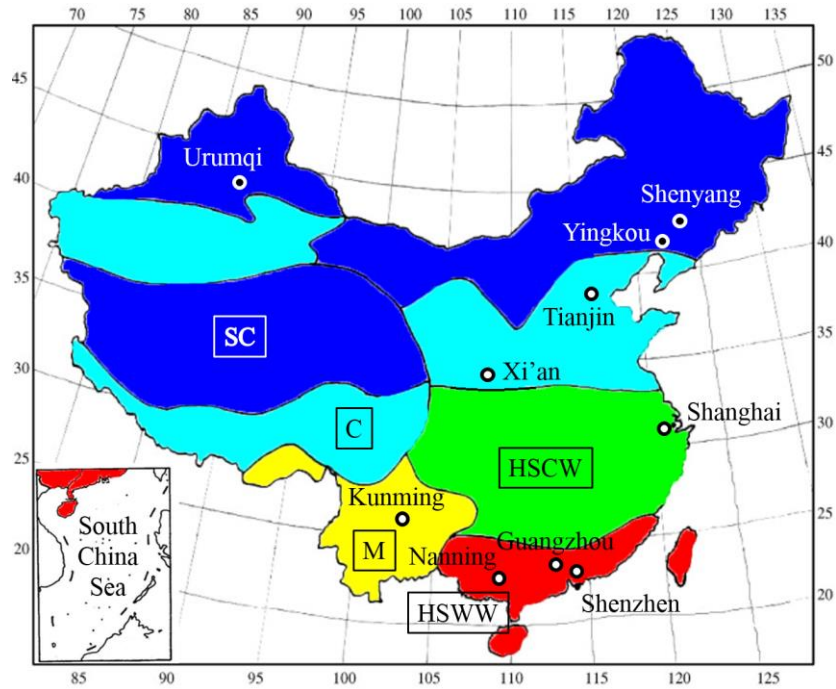 70 75 80 85 90 95 100 105 110 115 120 125 130 135
45
50
Urumqi
40
45
Shenyang
Yingkou
40
35
Tianjin
SC
35
30
Xi'an
Shanghai
C
30
25
HSCW
Kunming
25
South
China
Sea
20
M
Nanning
Guangzhou
HSWW
Shenzhen
20
85 90 95 100 105 110 115 120 125